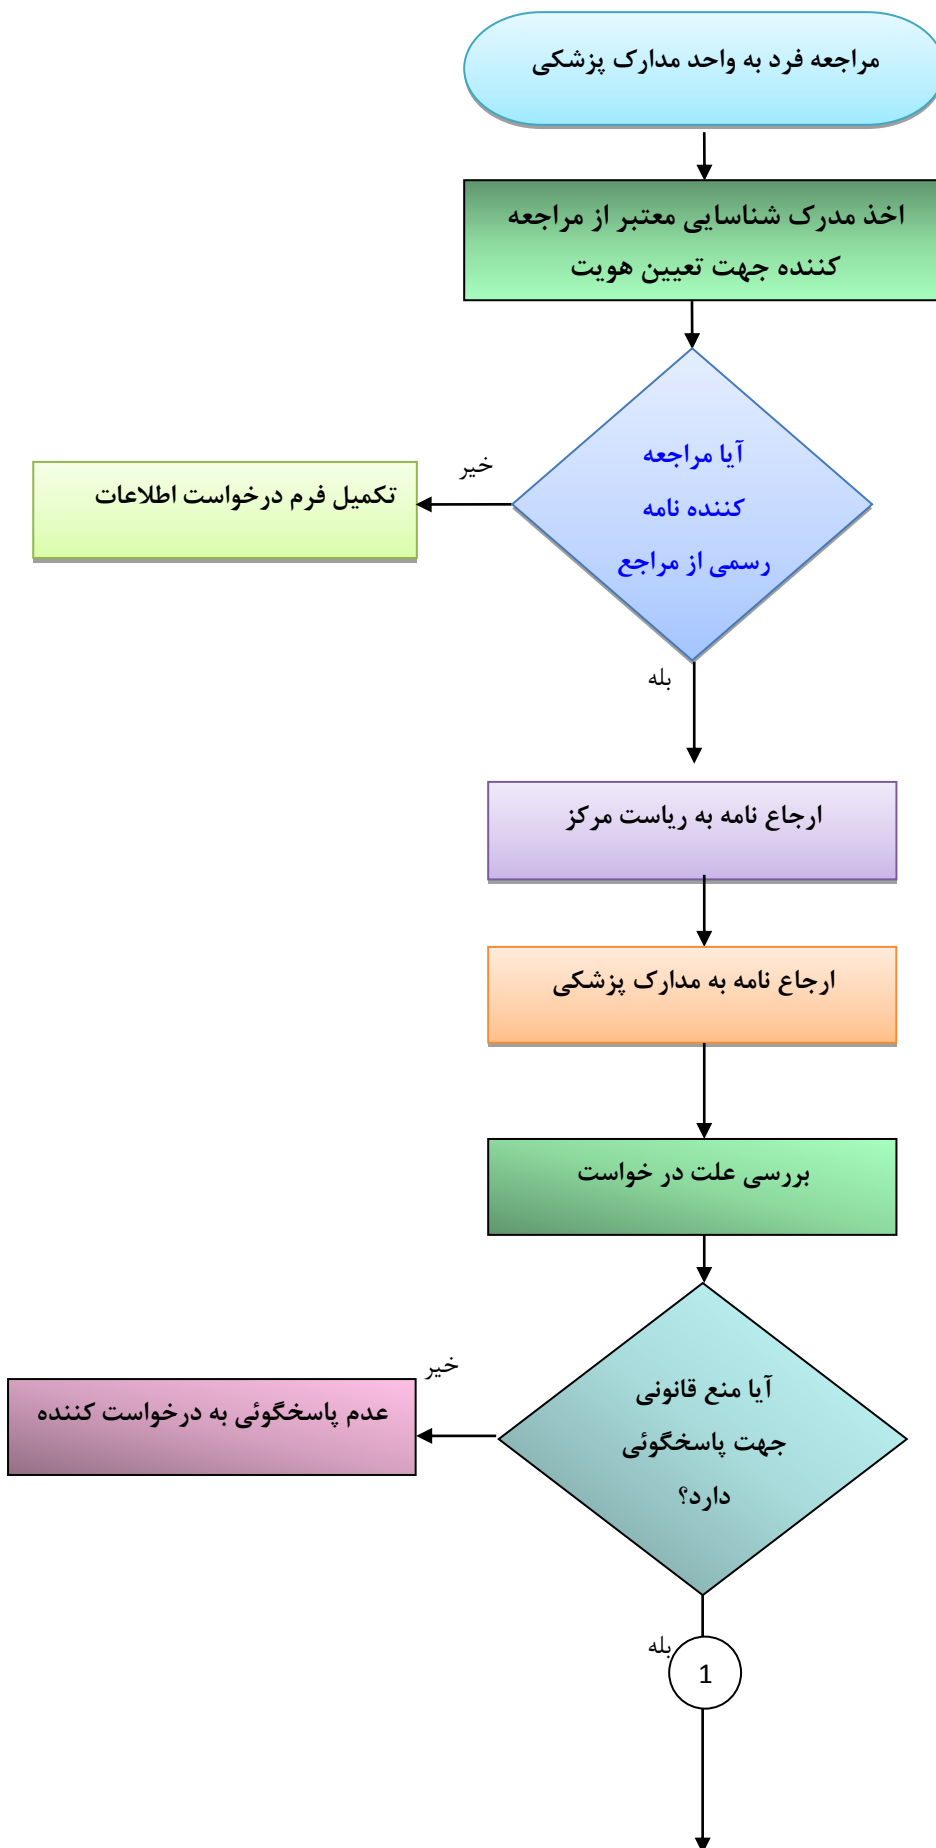 مراجعه فرد به واحد مدارک پزشکی
اخذ مدرک شناسایی معتبر از مراجعه
کننده جهت تعیین هویت
آیا مراجعه
کننده نامه
رسمی از مراجع
خیر
تکمیل فرم درخواست اطلاعات
بله
ارجاع نامه به ریاست مرکز
ارجاع نامه به مدارک پزشکی
بررسی علت در خواست
آیا منع قانونی
جهت پاسخگوئی
دارد؟
خیر
عدم پاسخگوئی به درخواست کننده
بله
1